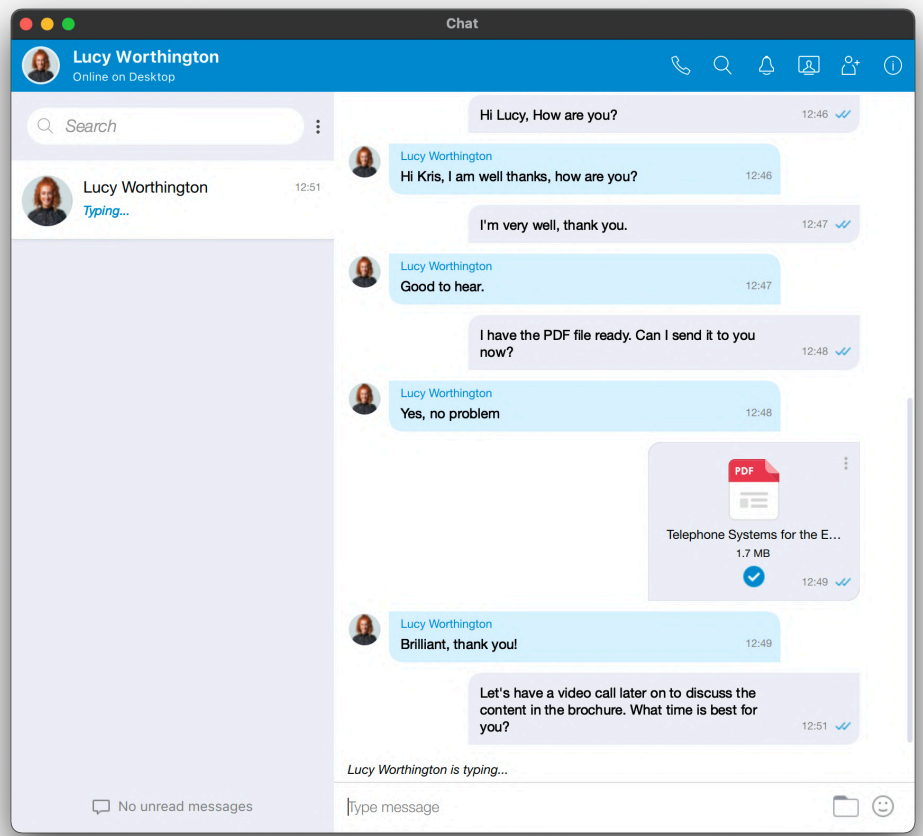 Chat
Lucy Worthington
Online on Desktop
Search
Lucy Worthington
12:51
Typing...
No unread messages
Hi Lucy, How are you?
12:46
Lucy Worthington
Hi Kris, I am well thanks, how are you?
12:46
I'm very well, thank you.
12:47
Lucy Worthington
Good to hear.
12:47
I have the PDF file ready. Can I send it to you
now?
12:48
Lucy Worthington
Yes, no problem
12:48
PDF
Telephone Systems for the E...
1.7 MB
12:49
Lucy Worthington
Brilliant, thank you!
12:49
Let's have a video call later on to discuss the
content in the brochure. What time is best for
you?
12:51
Lucy Worthington is typing...
Type message